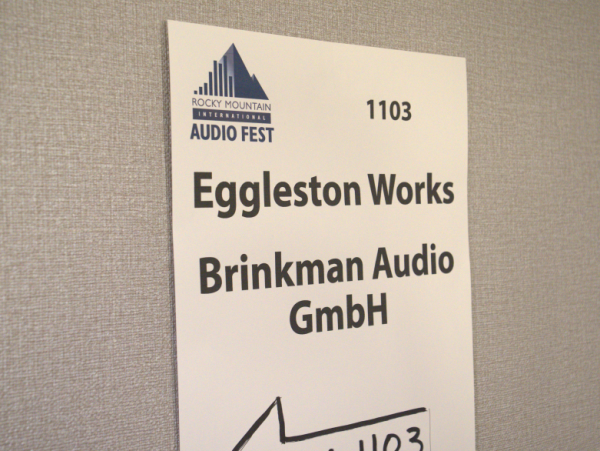 ROCKY MOUNTAIN
INTERNATIONAL
AUDIO FEST
1103
Eggleston Works
Brinkman Audio
GmbH
1103